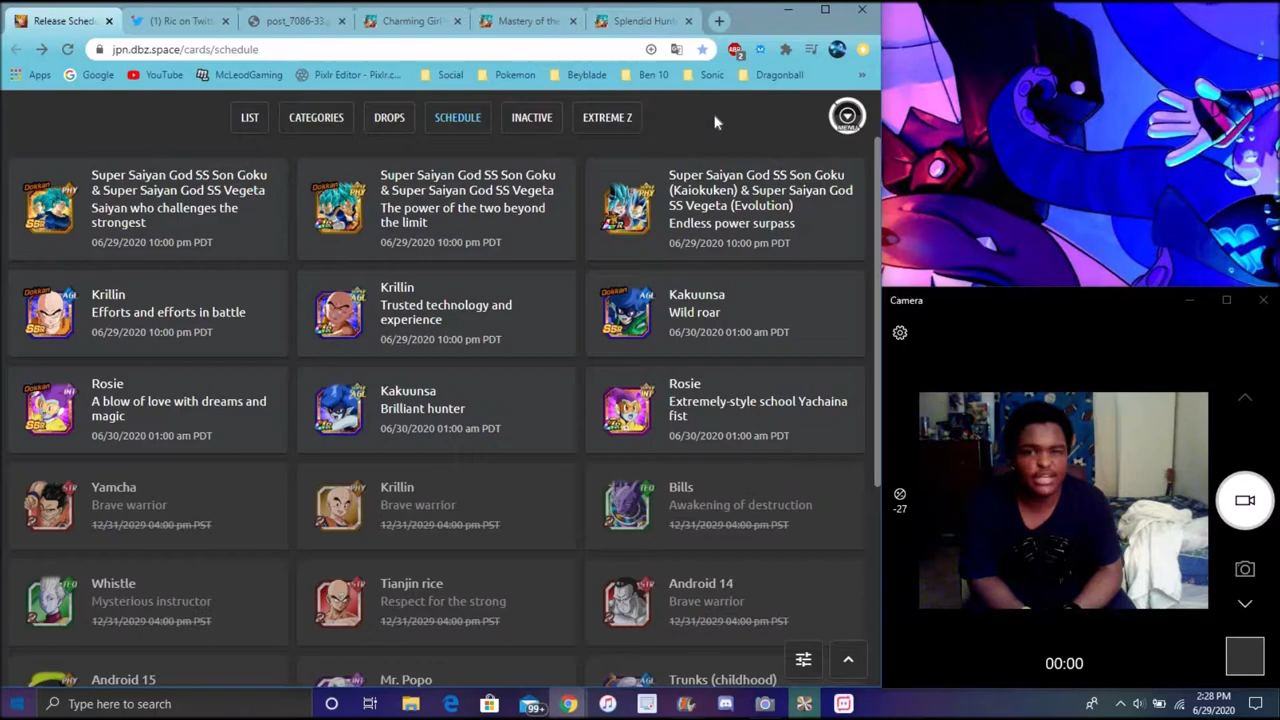 Release Sched
(1) Ric on Twitt
post_7086-33.g
Charming Girl
Mastery of the
Splendid Hunt
jpn.dbz.space/cards/schedule
ABP
2
Apps
Google
YouTube
McLeodGaming
Pixlr Editor - Pixlr.c...
Social
Pokemon
Beyblade
Ben 10
Sonic
Dragonball
»
LIST
CATEGORIES
DROPS
SCHEDULE
INACTIVE
EXTREME Z
MENU
Super Saiyan God SS Son Goku
& Super Saiyan God SS Vegeta
Saiyan who challenges the
strongest
06/29/2020 10:00 pm PDT
Super Saiyan God SS Son Goku
& Super Saiyan God SS Vegeta
The power of the two beyond
the limit
06/29/2020 10:00 pm PDT
Super Saiyan God SS Son Goku
(Kaiokuken) & Super Saiyan God
SS Vegeta (Evolution)
Endless power surpass
06/29/2020 10:00 pm PDT
Krillin
Efforts and efforts in battle
06/29/2020 10:00 pm PDT
Krillin
Trusted technology and
experience
06/29/2020 10:00 pm PDT
Kakuunsa
Wild roar
06/30/2020 01:00 am PDT
Rosie
A blow of love with dreams and
magic
06/30/2020 01:00 am PDT
Kakuunsa
Brilliant hunter
06/30/2020 01:00 am PDT
Rosie
Extremely-style school Yachaina
fist
06/30/2020 01:00 am PDT
Yamcha
Brave warrior
12/31/2029 04:00 pm PST
Krillin
Brave warrior
12/31/2029 04:00 pm PST
Bills
Awakening of destruction
12/31/2029 04:00 pm PST
Whistle
Mysterious instructor
12/31/2029 04:00 pm PST
Tianjin rice
Respect for the strong
12/31/2029 04:00 pm PST
Android 14
Brave warrior
12/31/2029 04:00 pm PST
Android 15
Mr. Popo
Trunks (childhood)
Camera
-27
00:00
Type here to search
99+
2:28 PM
6/29/2020